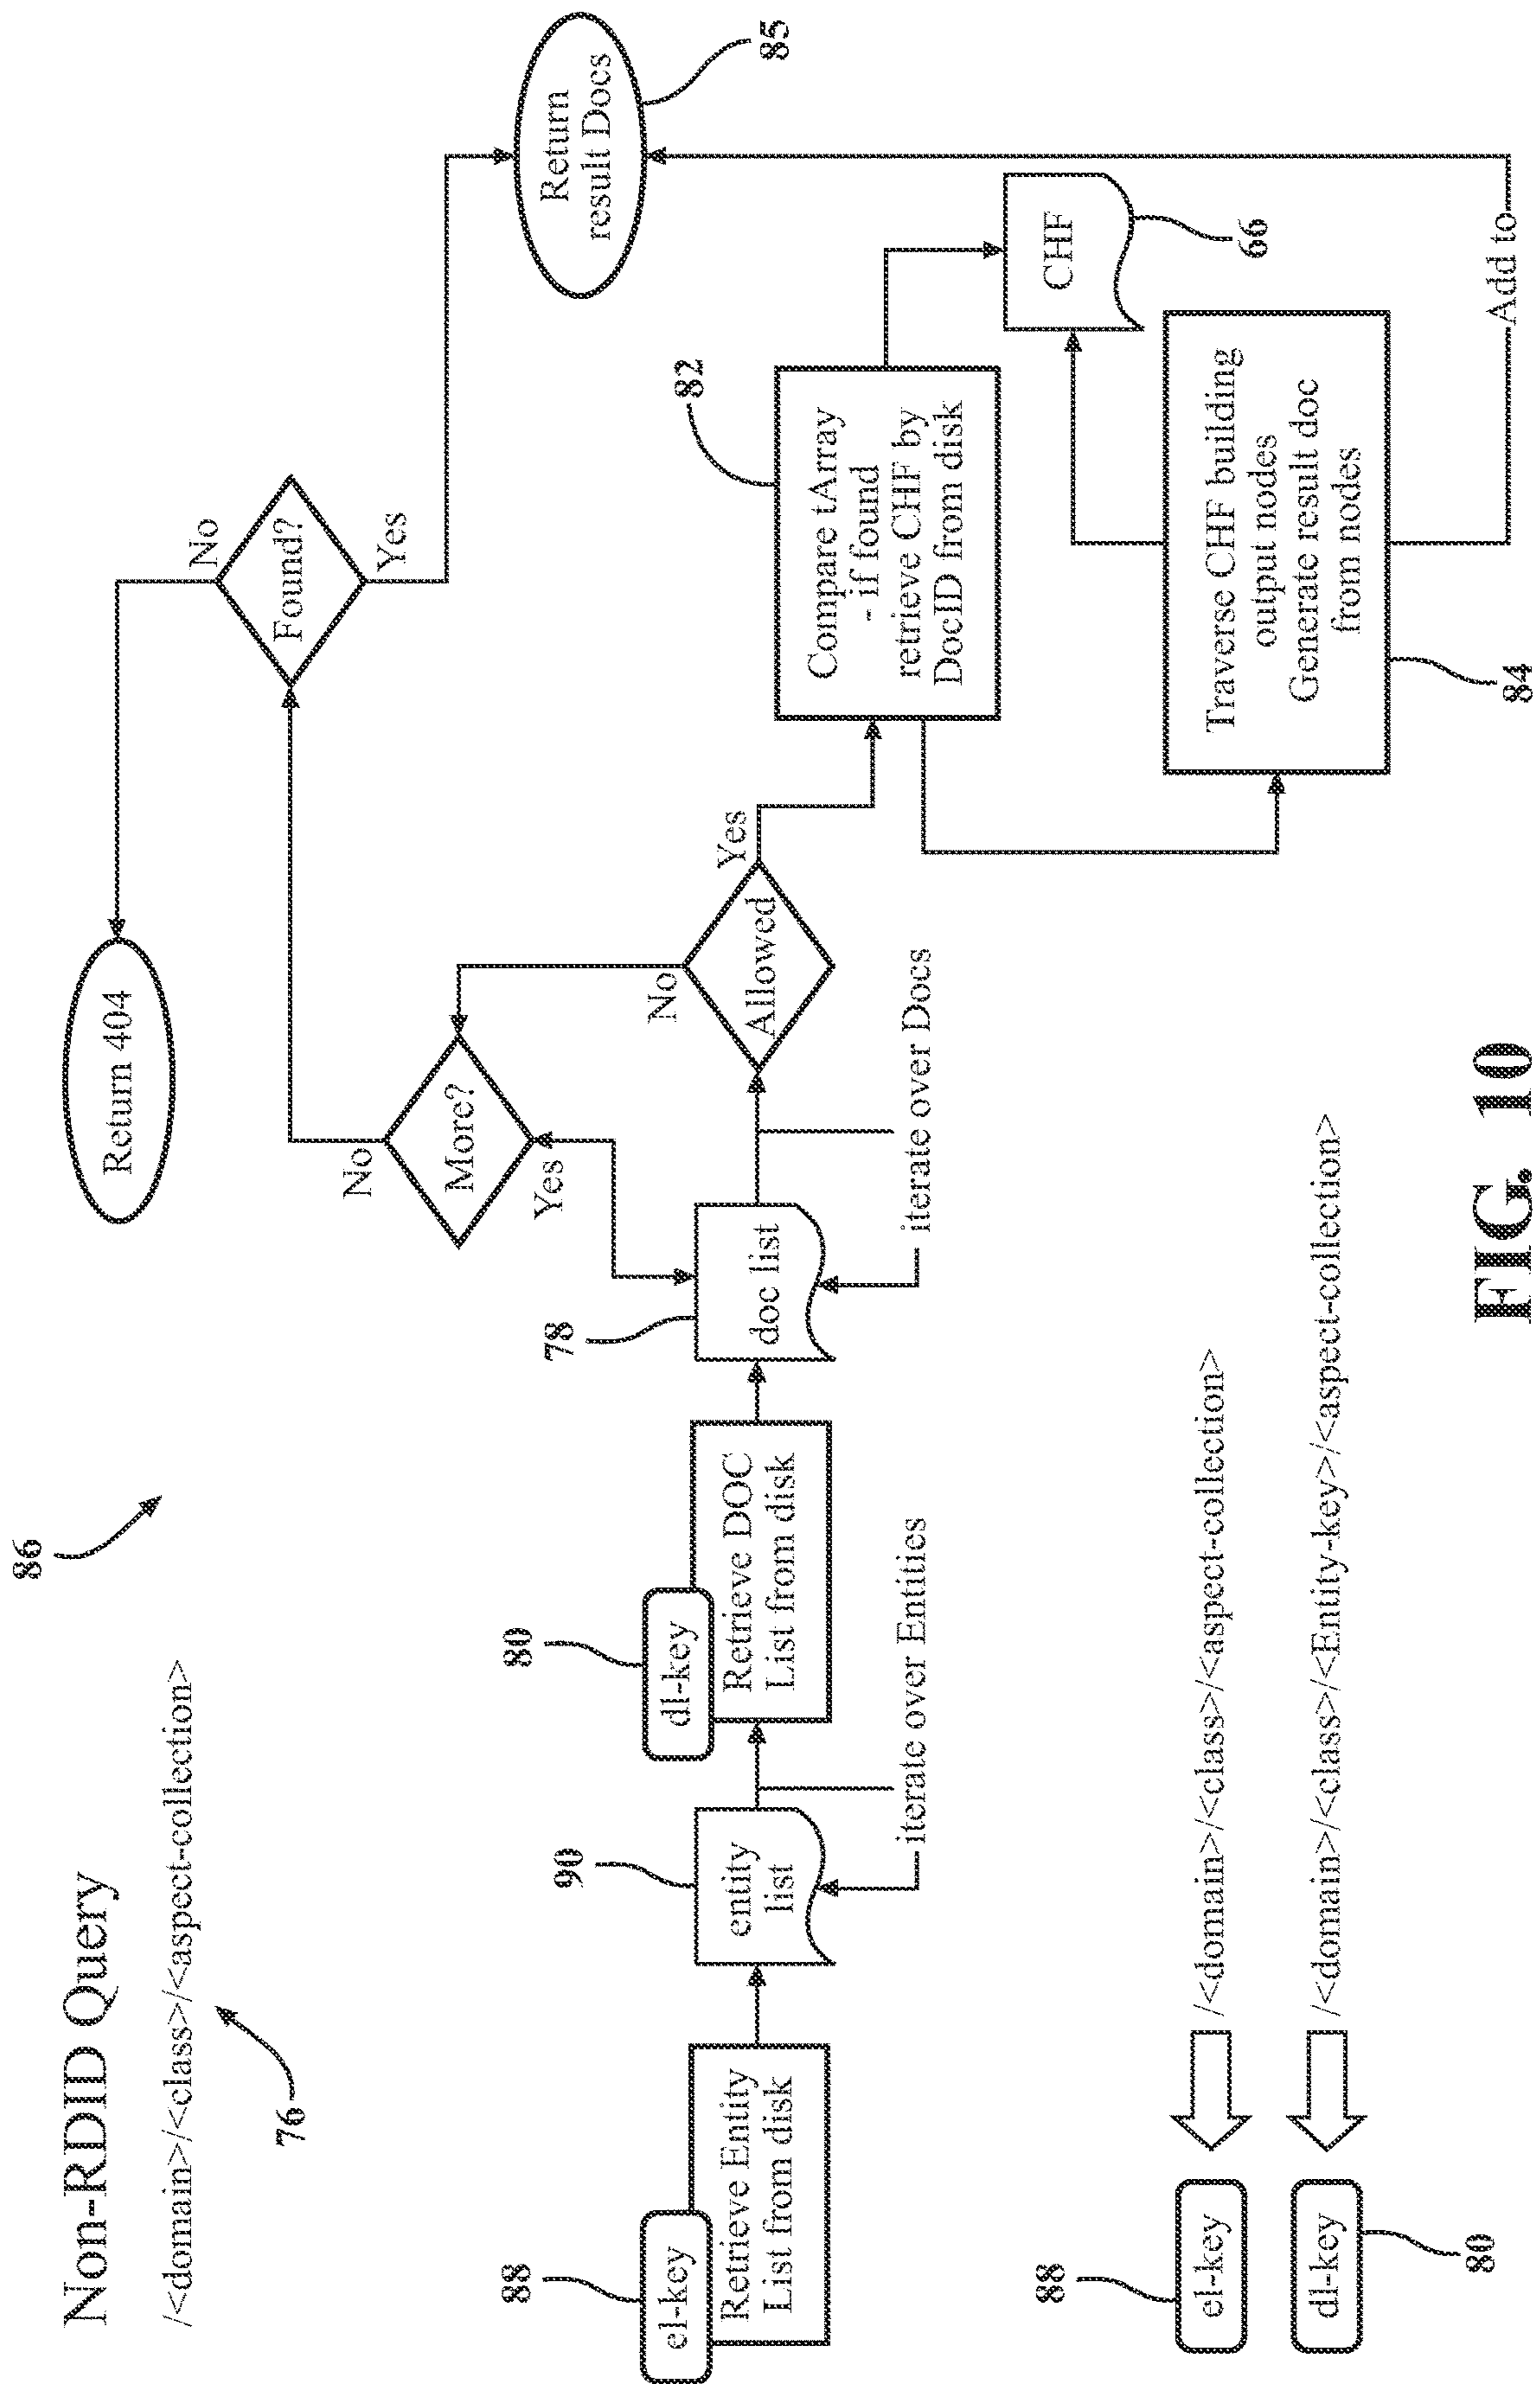 Non-RDID Query
/<domain>/<class>/<aspect-collection>
76
86
Return 404
No
Found?
Yes
No
More?
Yes
Return
result Docs
85
88
el-key
Retrieve Entity
List from disk
90
entity
list
iterate over Entities
80
dl-key
Retrieve DOC
List from disk
78
doc list
iterate over Docs
No
Allowed
Yes
82
Compare tArray
- if found
retrieve CHF by
DocID from disk
CHF
66
Traverse CHF building
output nodes
Generate result doc
from nodes
84
Add to
88
el-key
/<domain>/<class>/<aspect-collection>
dl-key
80
/<domain>/<class>/<Entity-key>/<aspect-collection>
FIG. 10